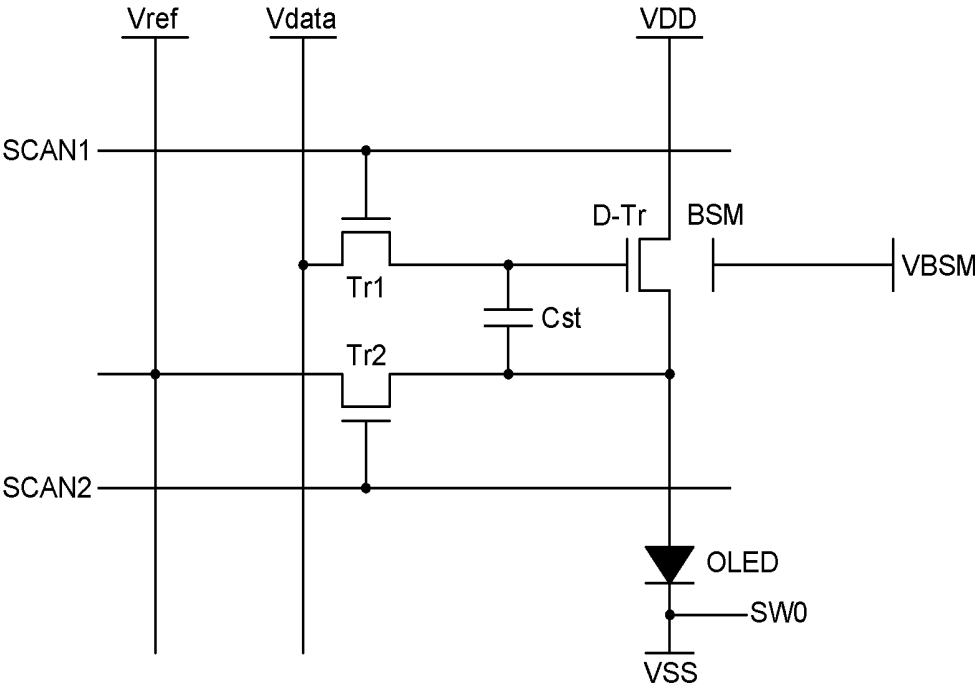 Vref
Vdata
VDD
SCAN1
D-Tr
BSM
VBSM
Tr1
Cst
Tr2
SCAN2
OLED
SW0
VSS